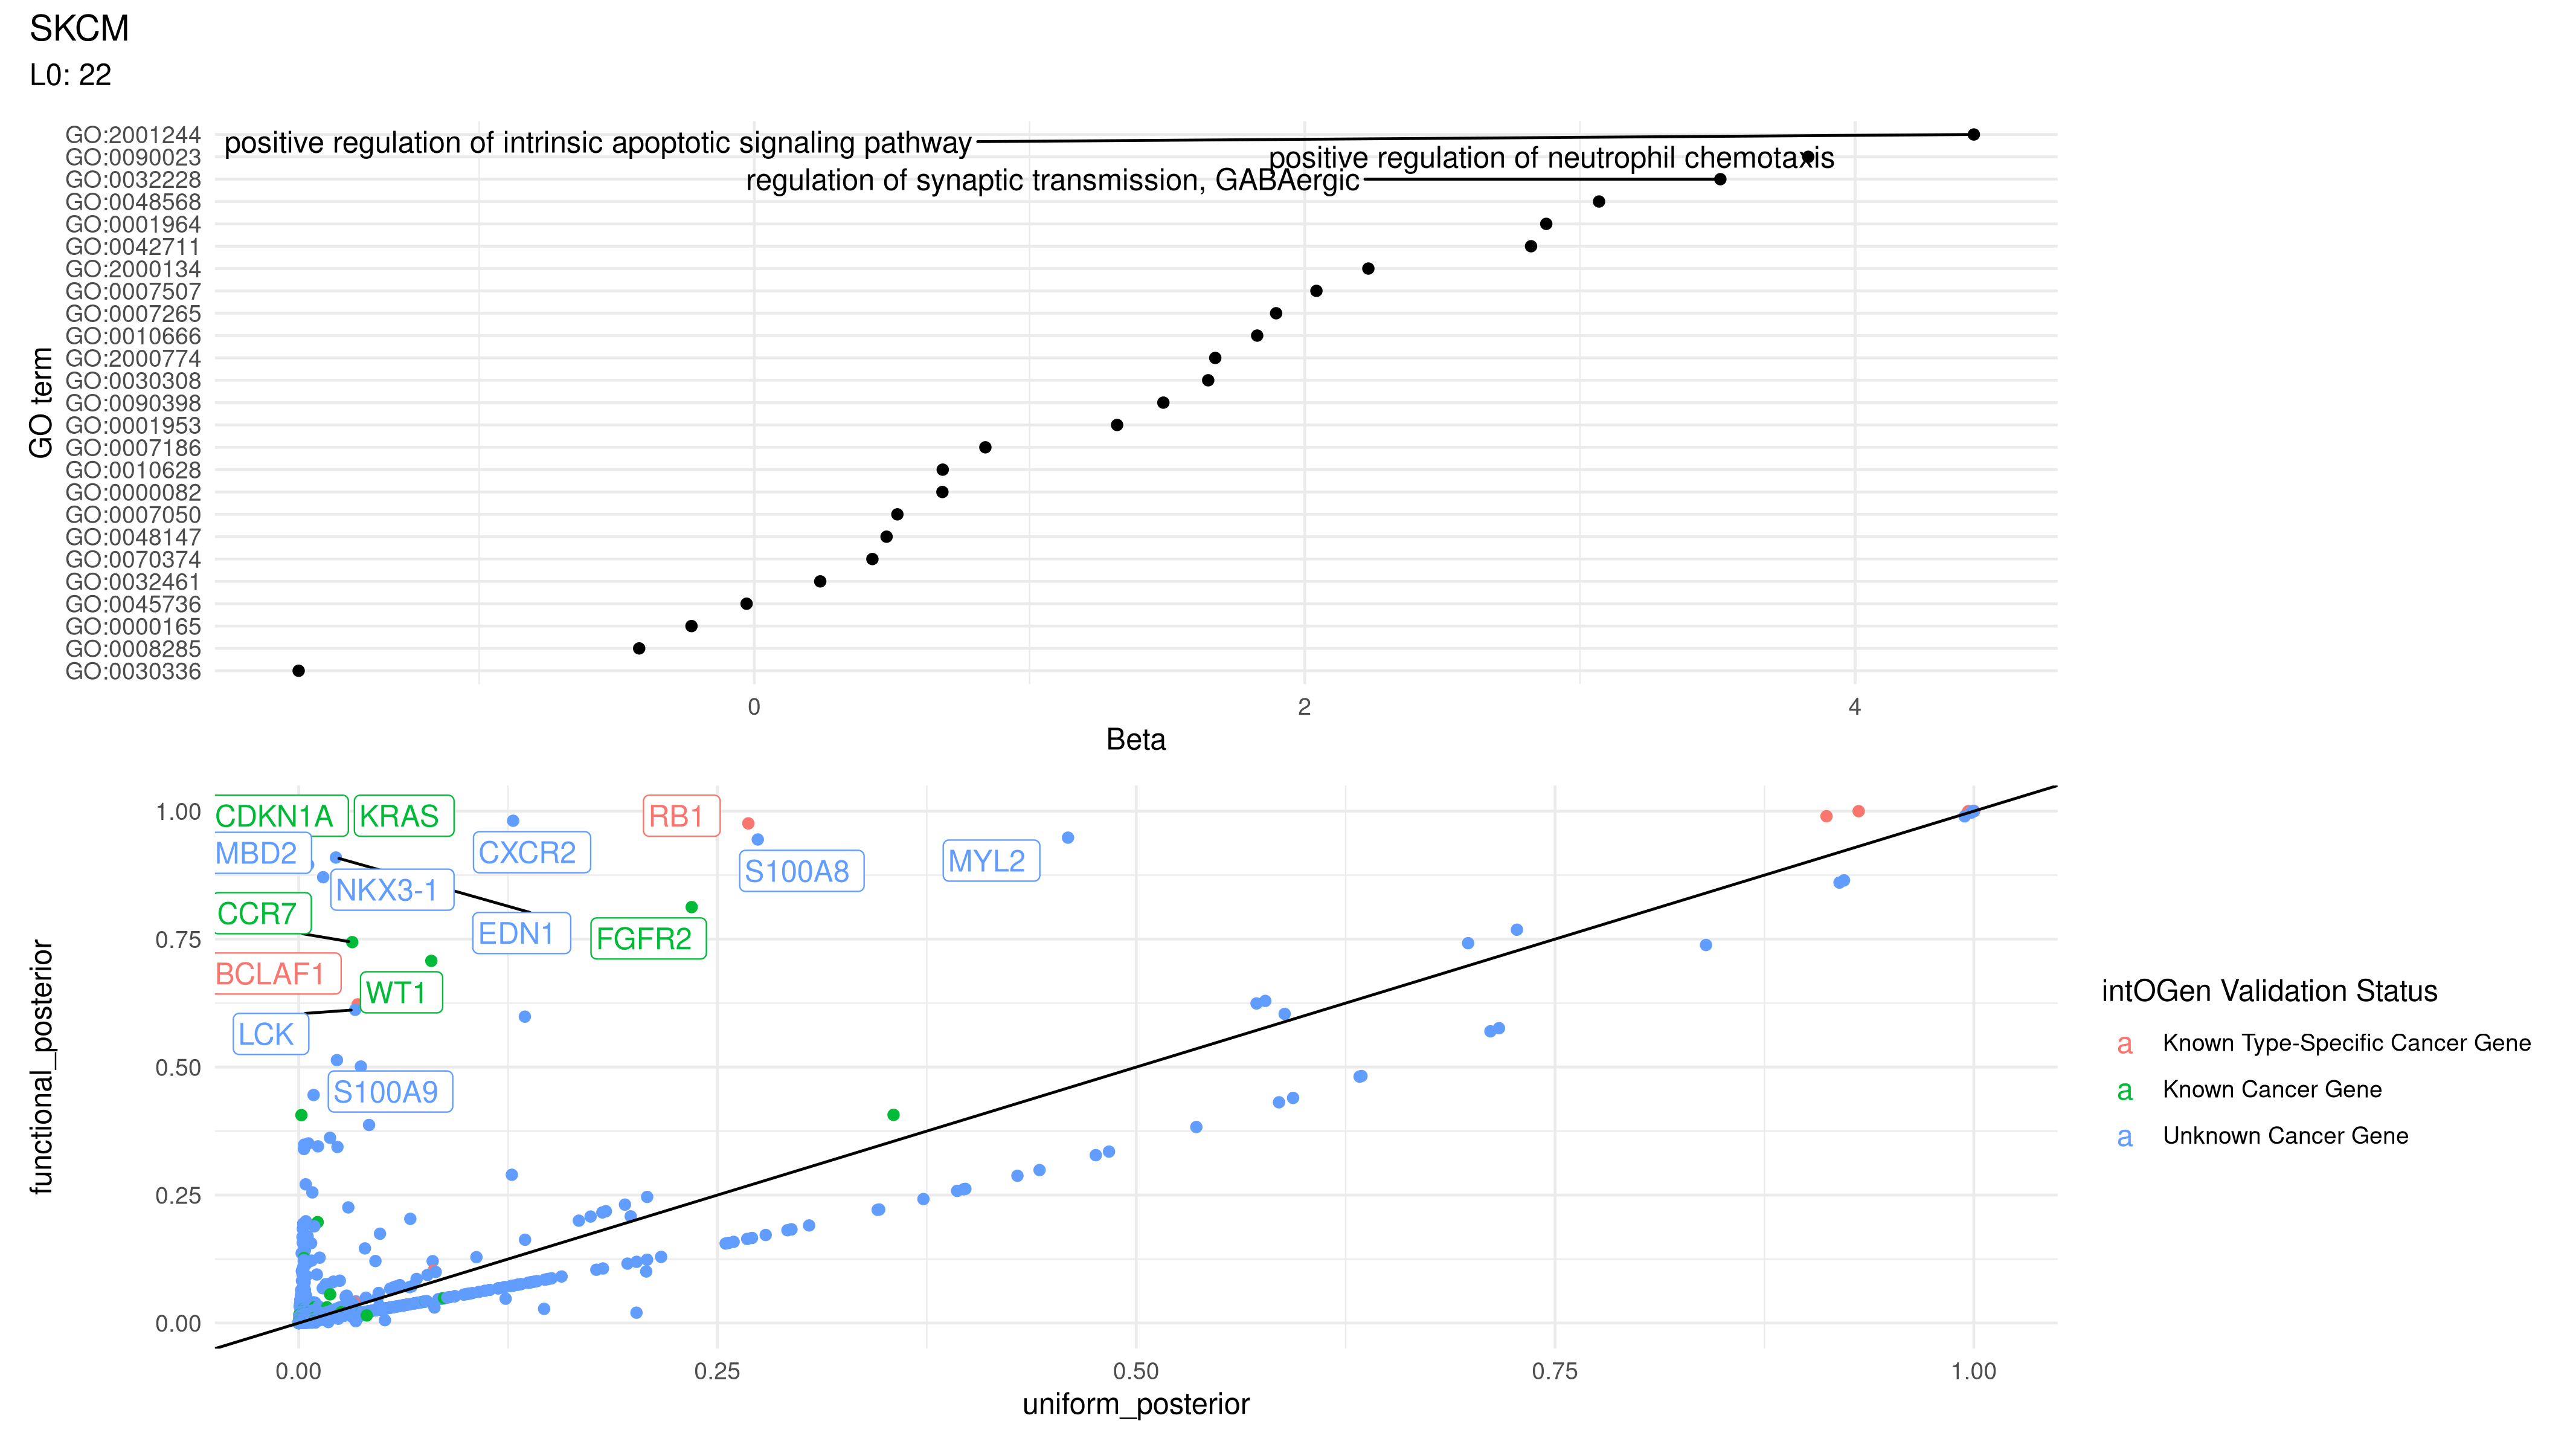 SKCM
L0: 22
GO term
GO:2001244
GO:0090023
GO:0032228
GO:0048568
GO:0001964
GO:0042711
GO:2000134
GO:0007507
GO:0007265
GO:0010666
GO:2000774
GO:0030308
GO:0090398
GO:0001953
GO:0007186
GO:0010628
GO:0000082
GO:0007050
GO:0048147
GO:0070374
GO:0032461
GO:0045736
GO:0000165
GO:0008285
GO:0030336
positive regulation of intrinsic apoptotic signaling pathway
positive regulation of neutrophil chemotaxis
regulation of synaptic transmission, GABAergic
0 2 4
Beta
functional_posterior
1.00
0.75
0.50
0.25
0.00
CDKN1A
KRAS
RB1
MBD2
CXCR2
S100A8
MYL2
NKX3-1
CCR7
EDN1
FGFR2
BCLAF1
WT1
LCK
S100A9
0.00 0.25 0.50 0.75 1.00
uniform_posterior
intOGen Validation Status
a Known Type-Specific Cancer Gene
a Known Cancer Gene
a Unknown Cancer Gene